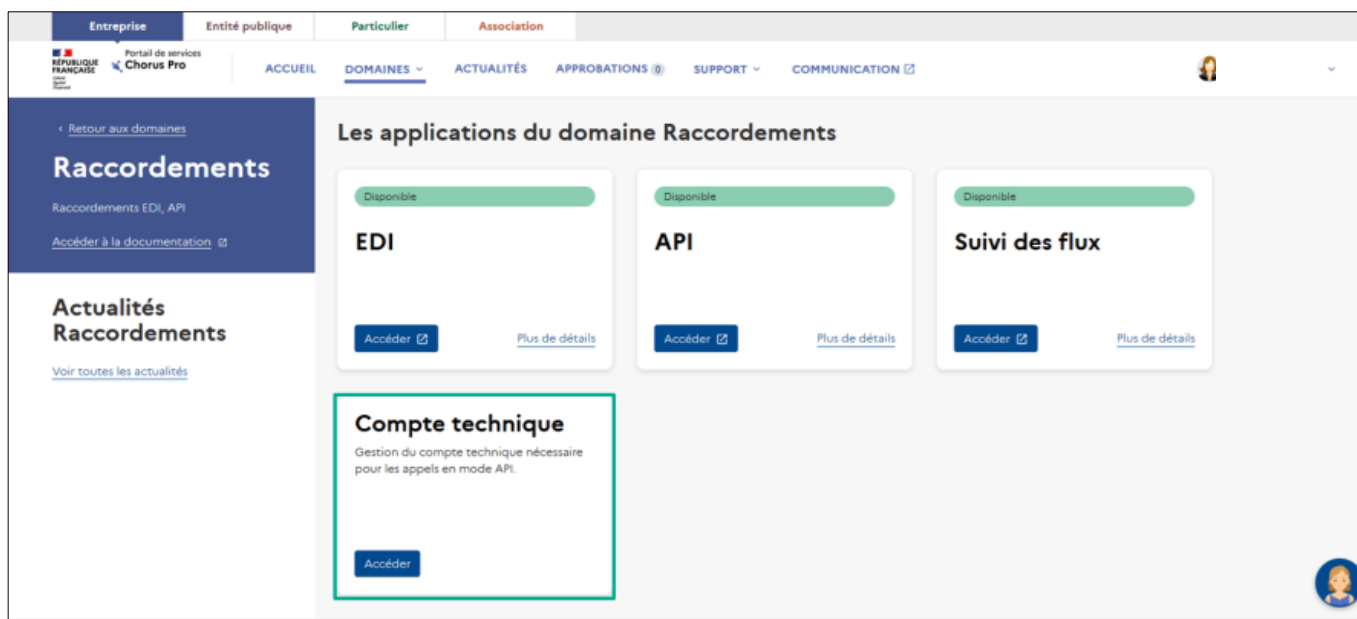 Entreprise
Entité publique
Particulier
Association
RÉPUBLIQUE
FRANÇAISE
Portail de services
Chorus Pro
ACCUEIL
DOMAINES
ACTUALITÉS
APPROBATIONS 0
SUPPORT
COMMUNICATION
Retour aux domaines
Raccordements
Raccordements EDI, API
Accéder à la documentation
Actualités
Raccordements
Voir toutes les actualités
Les applications du domaine Raccordements
Disponible
EDI
Accéder
Plus de détails
Disponible
API
Accéder
Plus de détails
Disponible
Suivi des flux
Accéder
Plus de détails
Compte technique
Gestion du compte technique nécessaire
pour les appels en mode API.
Accéder